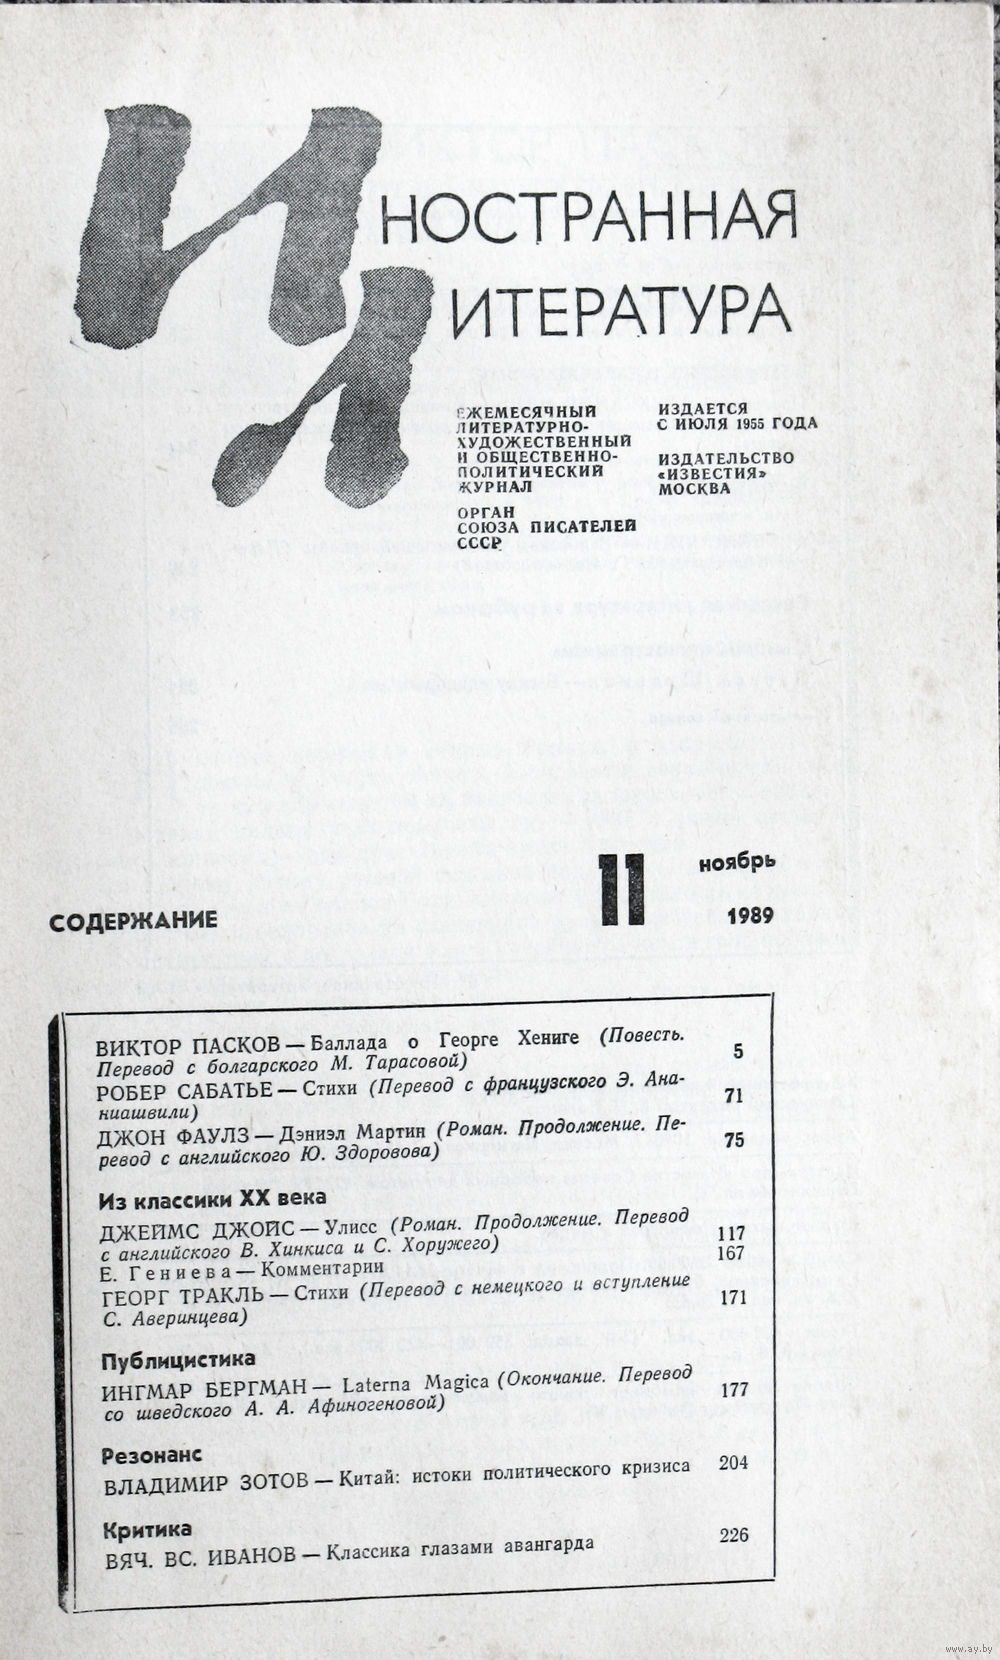 ИНОСТРАННАЯ
ЛИТЕРАТУРА
ЕЖЕМЕСЯЧНЫЙ
ЛИТЕРАТУРНО-
ХУДОЖЕСТВЕННЫЙ
И ОБЩЕСТВЕННО-
ПОЛИТИЧЕСКИЙ
ЖУРНАЛ
ОРГАН
СОЮЗА ПИСАТЕЛЕЙ
СССР
ИЗДАЕТСЯ
С ИЮЛЯ 1955 ГОДА
ИЗДАТЕЛЬСТВО
«ИЗВЕСТИЯ»
МОСКВА
11 ноябрь
1989
СОДЕРЖАНИЕ
ВИКТОР ПАСКОВ — Баллада о Георге Хениге (Повесть.
Перевод с болгарского М. Тарасовой) 5
РОБЕР САБАТЬЕ — Стихи (Перевод с французского Э. Ана-
ниашвили) 71
ДЖОН ФАУЛЗ — Дэниэл Мартин (Роман. Продолжение. Пе-
ревод с английского Ю. Здоровова) 75
Из классики XX века
ДЖЕЙМС ДЖОЙС — Улисс (Роман. Продолжение. Перевод
с английского В. Хинкиса и С. Хоружего) 117
Е. Гениева — Комментарии 167
ГЕОРГ ТРАКЛЬ — Стихи (Перевод с немецкого и вступление
С. Аверинцева) 171
Публицистика
ИНГМАР БЕРГМАН — Laterna Magica (Окончание. Перевод
со шведского А. А. Афиногеновой) 177
Резонанс
ВЛАДИМИР ЗОТОВ — Китай: истоки политического кризиса 204
Критика
ВЯЧ. ВС. ИВАНОВ — Классика глазами авангарда 226
www.ay.by